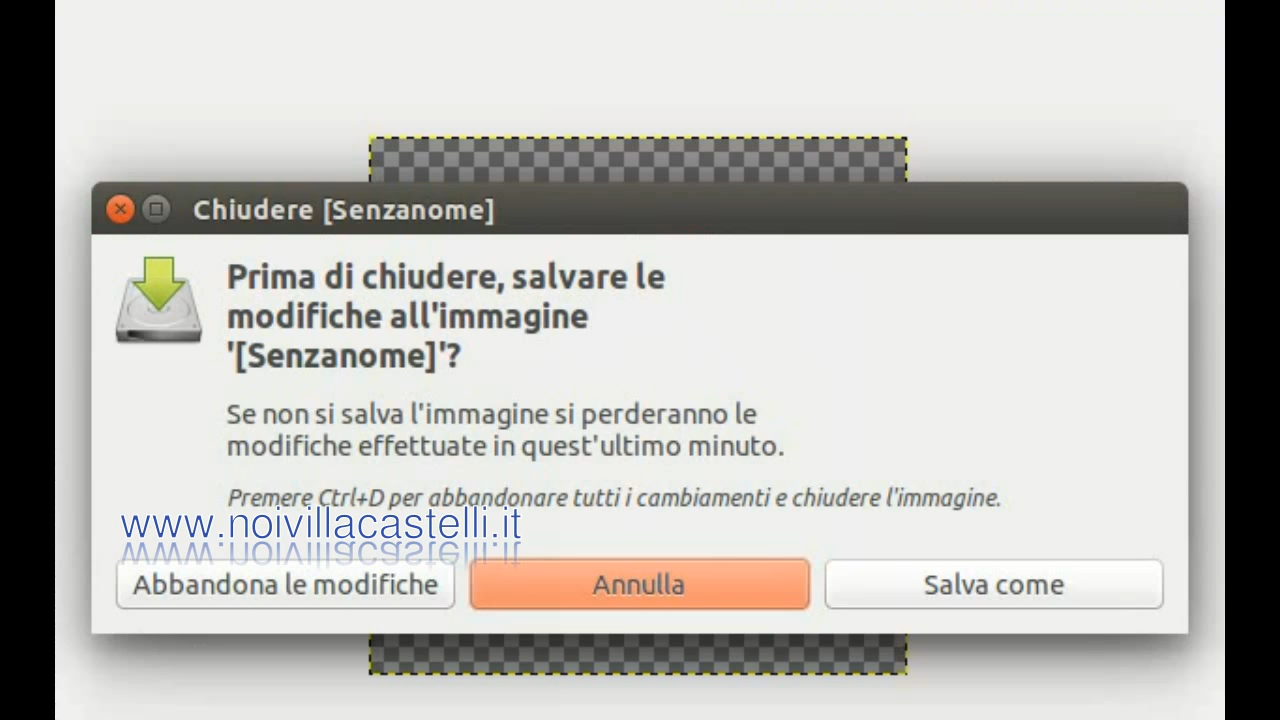 Chiudere [Senzanome]
Prima di chiudere, salvare le
modifiche all'immagine
'[Senzanome]'?
Se non si salva l'immagine si perderanno le
modifiche effettuate in quest'ultimo minuto.
Premere Ctrl+D per abbandonare tutti i cambiamenti e chiudere l'immagine.
www.noivillacastelli.it
Abbandona le modifiche
Annulla
Salva come